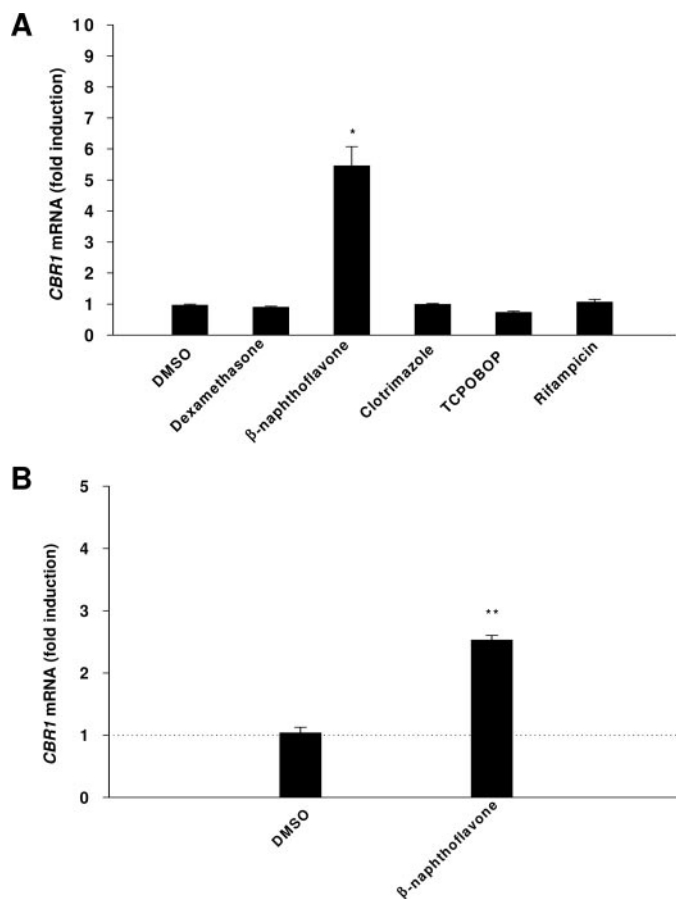 A
CBR1 mRNA (fold induction)
10
9
8
7
6
5
4
3
2
1
0
*
DMSO
Dexamethasone
β-naphthoflavone
Clotrimazole
TCPOBOP
Rifampicin
B
CBR1 mRNA (fold induction)
5
4
3
2
1
0
**
DMSO
β-naphthoflavone